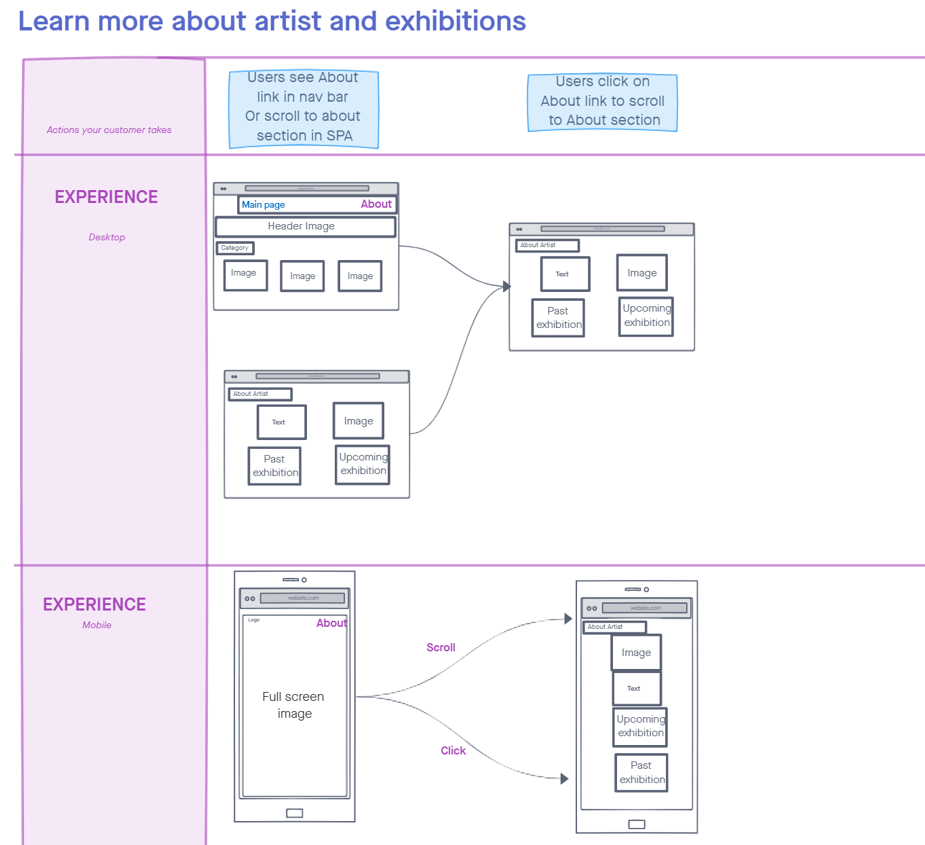 Learn more about artist and exhibitions
Actions your customer takes
Users see About
link in nav bar
Or scroll to about
section in SPA
Users click on
About link to scroll
to About section
EXPERIENCE
Desktop
Main page
About
Header Image
Category
Image
Image
Image
About Artist
Text
Image
Past
exhibition
Upcoming
exhibition
About Artist
Text
Image
Past
exhibition
Upcoming
exhibition
EXPERIENCE
Mobile
website.com
Logo
About
Full screen
image
Scroll
Click
website.com
About Artist
Image
Text
Upcoming
exhibition
Past
exhibition